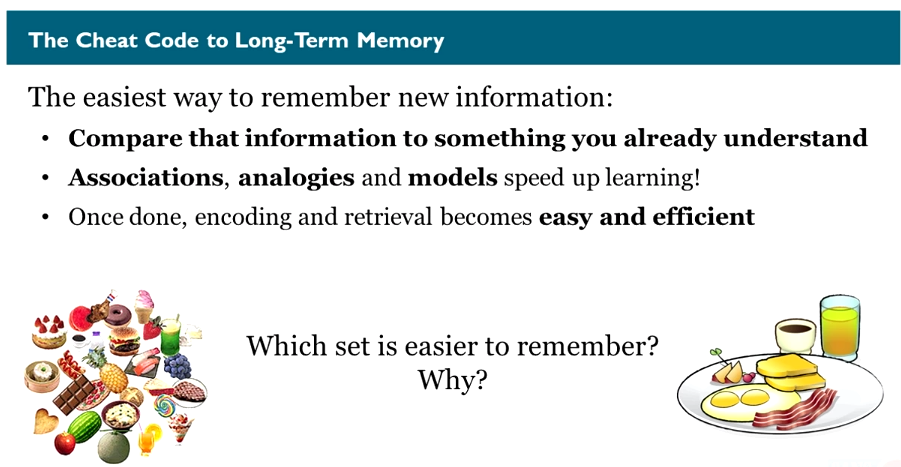 The Cheat Code to Long-Term Memory
The easiest way to remember new information:
• Compare that information to something you already understand
• Associations, analogies and models speed up learning!
• Once done, encoding and retrieval becomes easy and efficient
Which set is easier to remember?
Why?